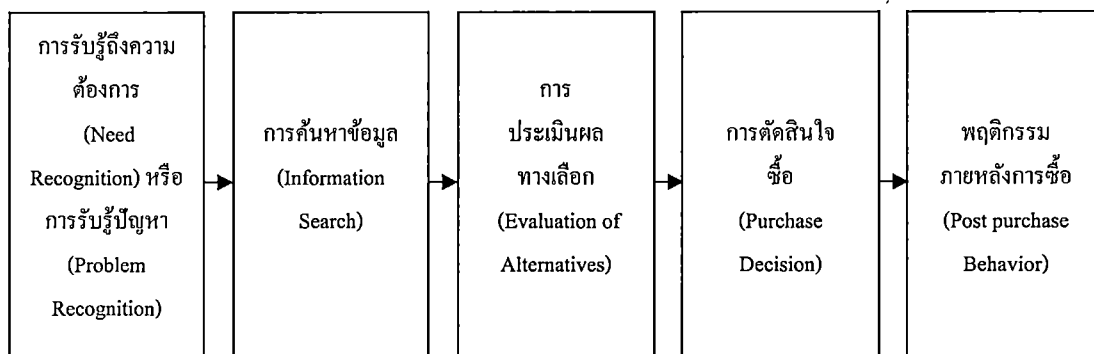 การรับรู้ถึงความ
ต้องการ
(Need
Recognition) หรือ
การรับรู้ปัญหา
(Problem
Recognition)
การค้นหาข้อมูล
(Information
Search)
การ
ประเมินผล
ทางเลือก
(Evaluation of
Alternatives)
การตัดสินใจ
ซื้อ
(Purchase
Decision)
พฤติกรรม
ภายหลังการซื้อ
(Post purchase
Behavior)